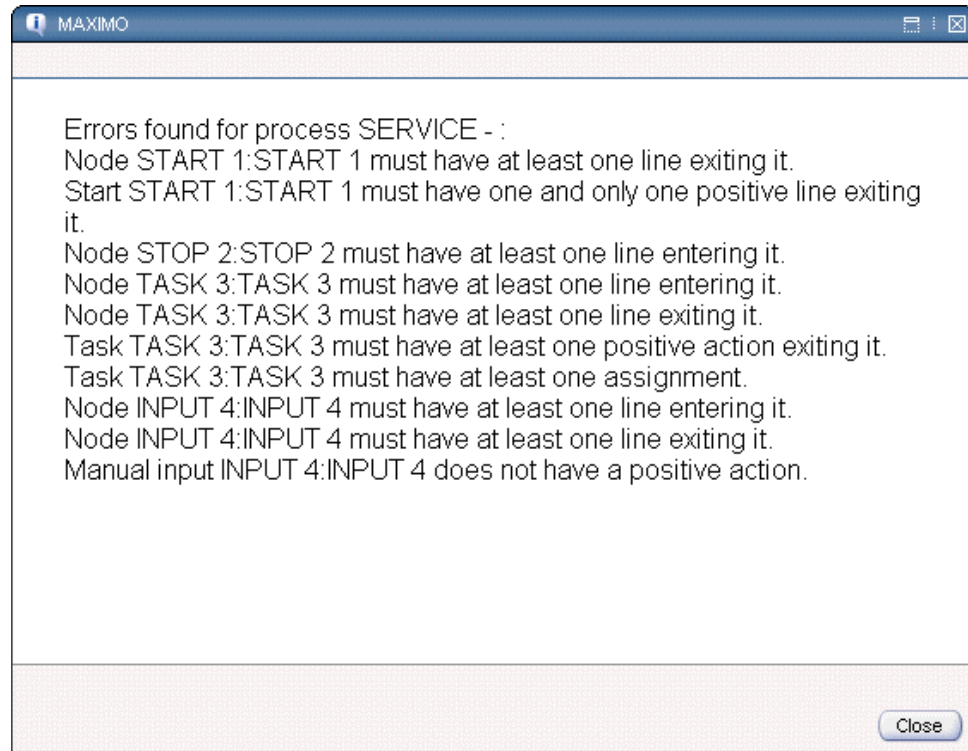 MAXIMO
Errors found for process SERVICE - :
Node START 1:START 1 must have at least one line exiting it.
Start START 1:START 1 must have one and only one positive line exiting
it.
Node STOP 2:STOP 2 must have at least one line entering it.
Node TASK 3:TASK 3 must have at least one line entering it.
Node TASK 3:TASK 3 must have at least one line exiting it.
Task TASK 3:TASK 3 must have at least one positive action exiting it.
Task TASK 3:TASK 3 must have at least one assignment.
Node INPUT 4:INPUT 4 must have at least one line entering it.
Node INPUT 4:INPUT 4 must have at least one line exiting it.
Manual input INPUT 4:INPUT 4 does not have a positive action.
Close